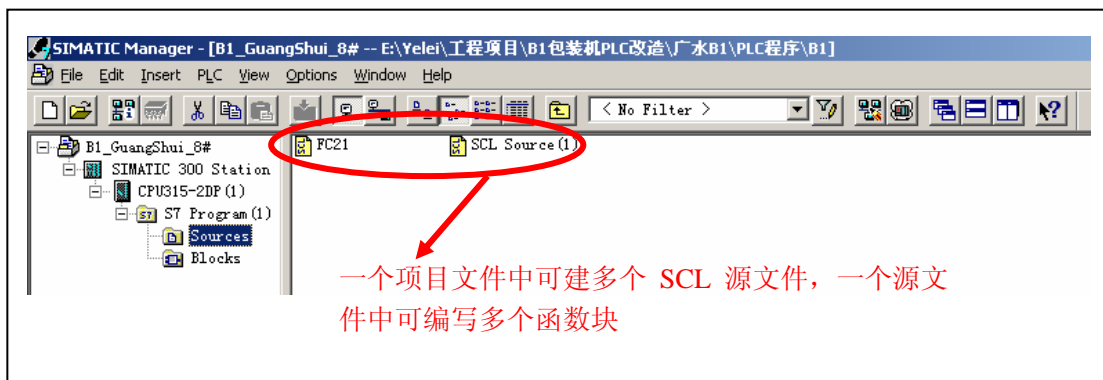 SIMATIC Manager - [B1_GuangShui_8# -- E:\Yelei\工程项目\B1包装机PLC改造\广水B1\PLC程序\B1]
File Edit Insert PLC View Options Window Help
< No Filter >
B1_GuangShui_8#
FC21
SCL Source(1)
SIMATIC 300 Station
CPU315-2DP(1)
S7 Program(1)
Sources
Blocks
一个项目文件中可建多个 SCL 源文件，一个源文
件中可编写多个函数块